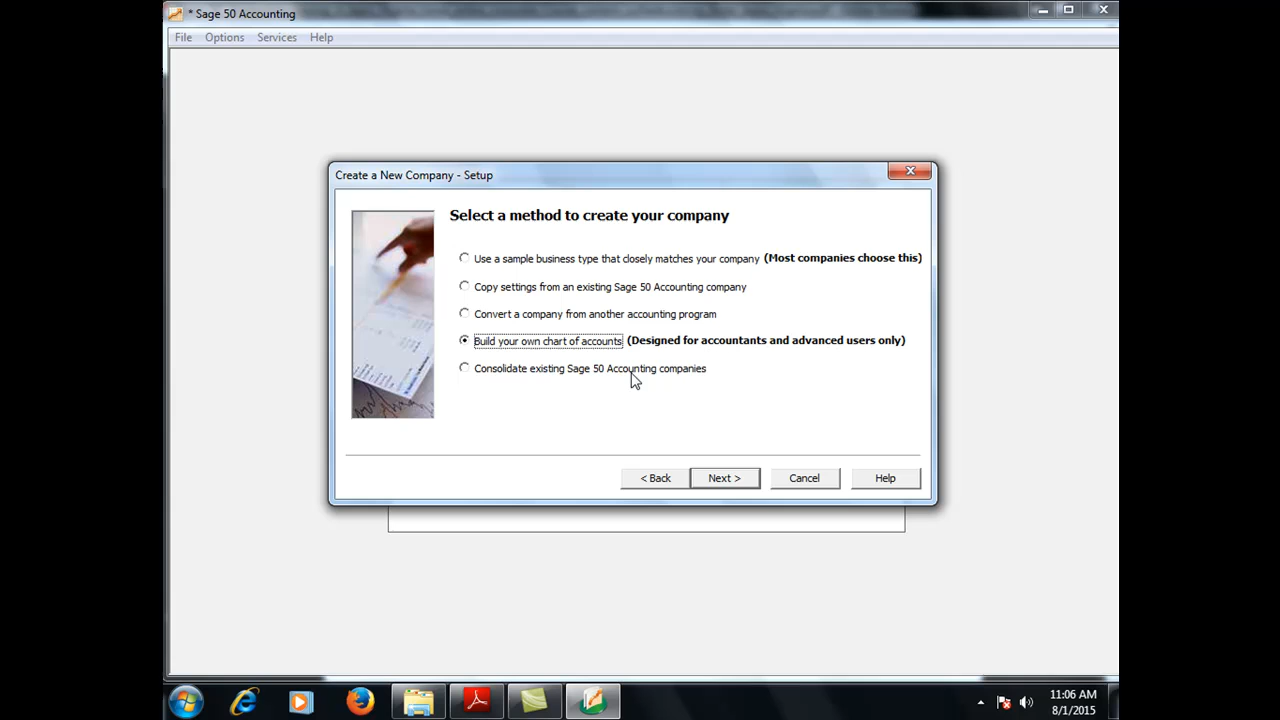 * Sage 50 Accounting
File Options Services Help
Create a New Company - Setup
Select a method to create your company
Use a sample business type that closely matches your company (Most companies choose this)
Copy settings from an existing Sage 50 Accounting company
Convert a company from another accounting program
Build your own chart of accounts (Designed for accountants and advanced users only)
Consolidate existing Sage 50 Accounting companies
< Back Next > Cancel Help
11:06 AM
8/1/2015